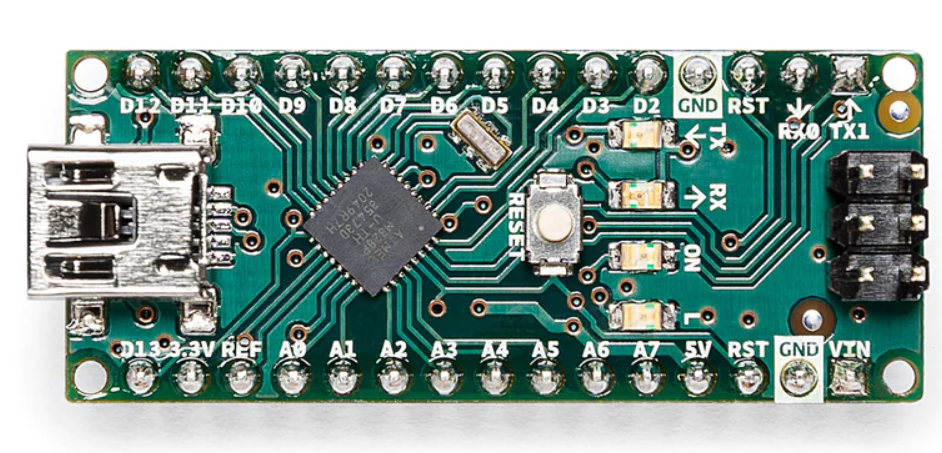 D12 D11 D10 D9 D8 D7 D6 D5 D4 D3 D2 GND RST
RX0 TX1
TX
RX
RESET
ON
L
D13 3.3V REF A0 A1 A2 A3 A4 A5 A6 A7 5V RST GND VIN